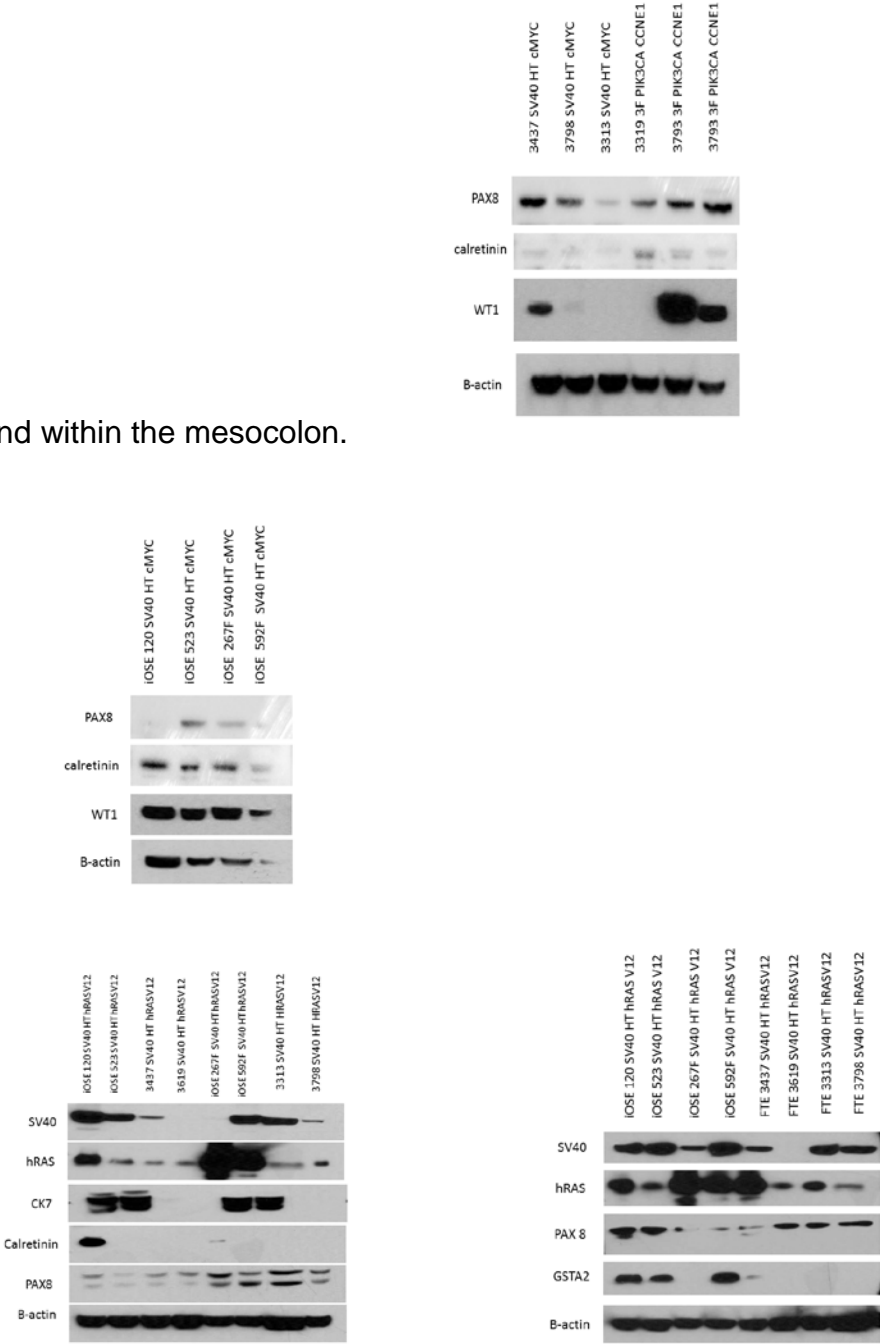 3437 SV40 HT cMYC
3798 SV40 HT cMYC
3313 SV40 HT cMYC
3319 3F PIK3CA CCNE1
3793 3F PIK3CA CCNE1
3793 3F PIK3CA CCNE1
PAX8
calretinin
WT1
B-actin
nd within the mesocolon.
iOSE 120 SV40 HT cMYC
iOSE 523 SV40 HT cMYC
iOSE 267F SV40 HT cMYC
iOSE 592F SV40 HT cMYC
PAX8
calretinin
WT1
B-actin
iOSE 120 SV40 HT hRASV12
iOSE 523 SV40 HT hRASV12
3437 SV40 HT hRASV12
3619 SV40 HT hRASV12
iOSE 267F SV40 HT hRASV12
iOSE 592F SV40 HT hRASV12
3313 SV40 HT HRASV12
3798 SV40 HT HRASV12
SV40
hRAS
CK7
Calretinin
PAX8
B-actin
iOSE 120 SV40 HT hRAS V12
iOSE 523 SV40 HT hRAS V12
iOSE 267F SV40 HT hRAS V12
iOSE 592F SV40 HT hRAS V12
FTE 3437 SV40 HT hRASV12
FTE 3619 SV40 HT hRASV12
FTE 3313 SV40 HT hRASV12
FTE 3798 SV40 HT hRASV12
SV40
hRAS
PAX 8
GSTA2
B-actin